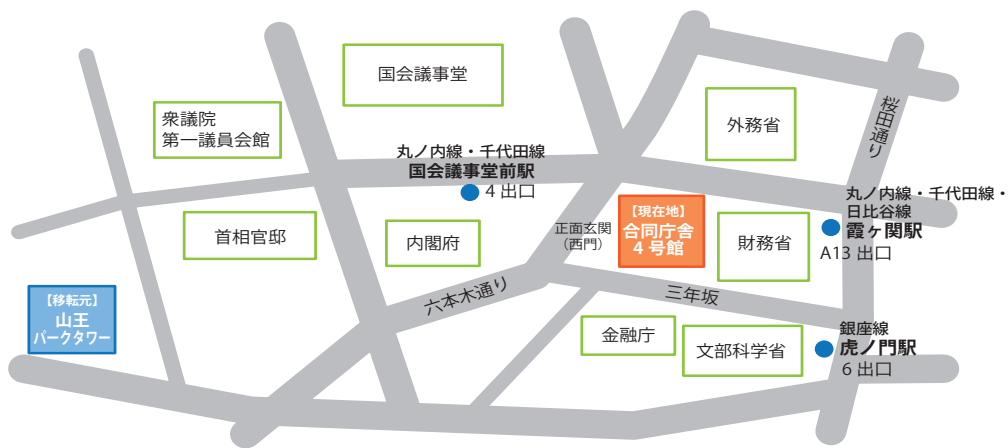 国会議事堂
衆議院
第一議員会館
外務省
桜田通り
丸ノ内線・千代田線
国会議事堂前駅
4 出口
丸ノ内線・千代田線・
日比谷線
霞ヶ関駅
A13 出口
首相官邸
内閣府
正面玄関
（西門）
【現在地】
合同庁舎
4 号館
財務省
六本木通り
三年坂
【移転元】
山王
パークタワー
金融庁
文部科学省
銀座線
虎ノ門駅
6 出口